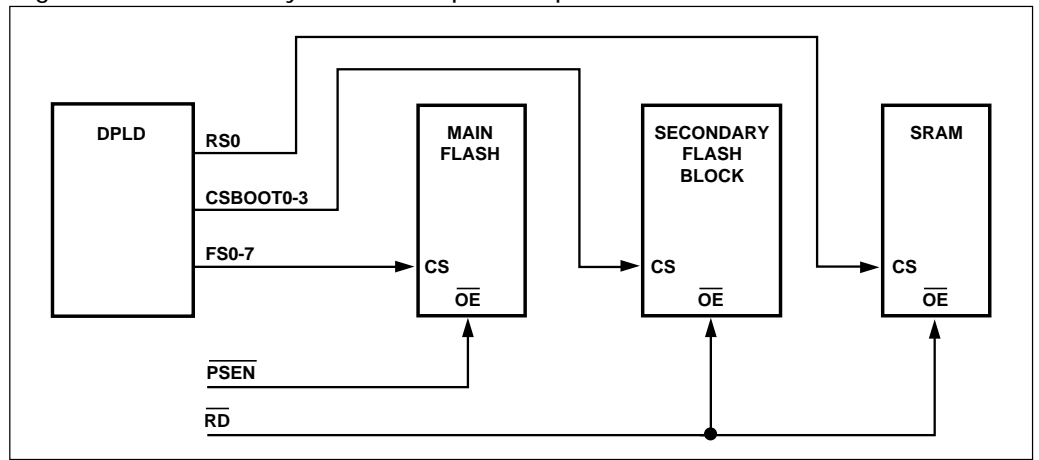 DPLD
RS0
CSBOOT0-3
FS0-7
MAIN
FLASH
CS
OE
SECONDARY
FLASH
BLOCK
CS
OE
SRAM
CS
OE
PSEN
RD